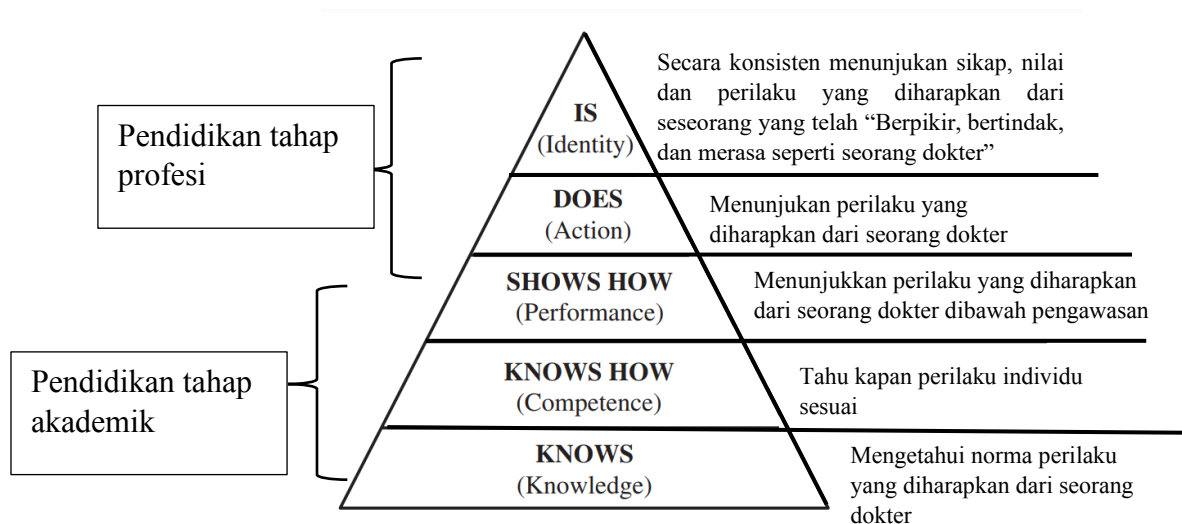 Pendidikan tahap
profesi
Pendidikan tahap
akademik
IS
(Identity)
Secara konsisten menunjukan sikap, nilai
dan perilaku yang diharapkan dari
seseorang yang telah “Berpikir, bertindak,
dan merasa seperti seorang dokter”
DOES
(Action)
Menunjukan perilaku yang
diharapkan dari seorang dokter
SHOWS HOW
(Performance)
Menunjukkan perilaku yang diharapkan
dari seorang dokter dibawah pengawasan
KNOWS HOW
(Competence)
Tahu kapan perilaku individu
sesuai
KNOWS
(Knowledge)
Mengetahui norma perilaku
yang diharapkan dari seorang
dokter